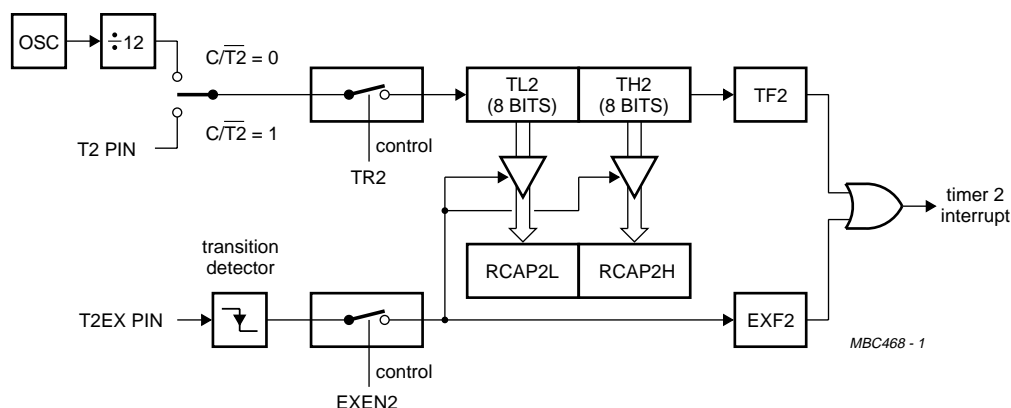 OSC
÷12
C/T2 = 0
C/T2 = 1
T2 PIN
control
TR2
TL2
(8 BITS)
TH2
(8 BITS)
TF2
timer 2
interrupt
transition
detector
RCAP2L
RCAP2H
T2EX PIN
EXF2
control
EXEN2
MBC468 - 1